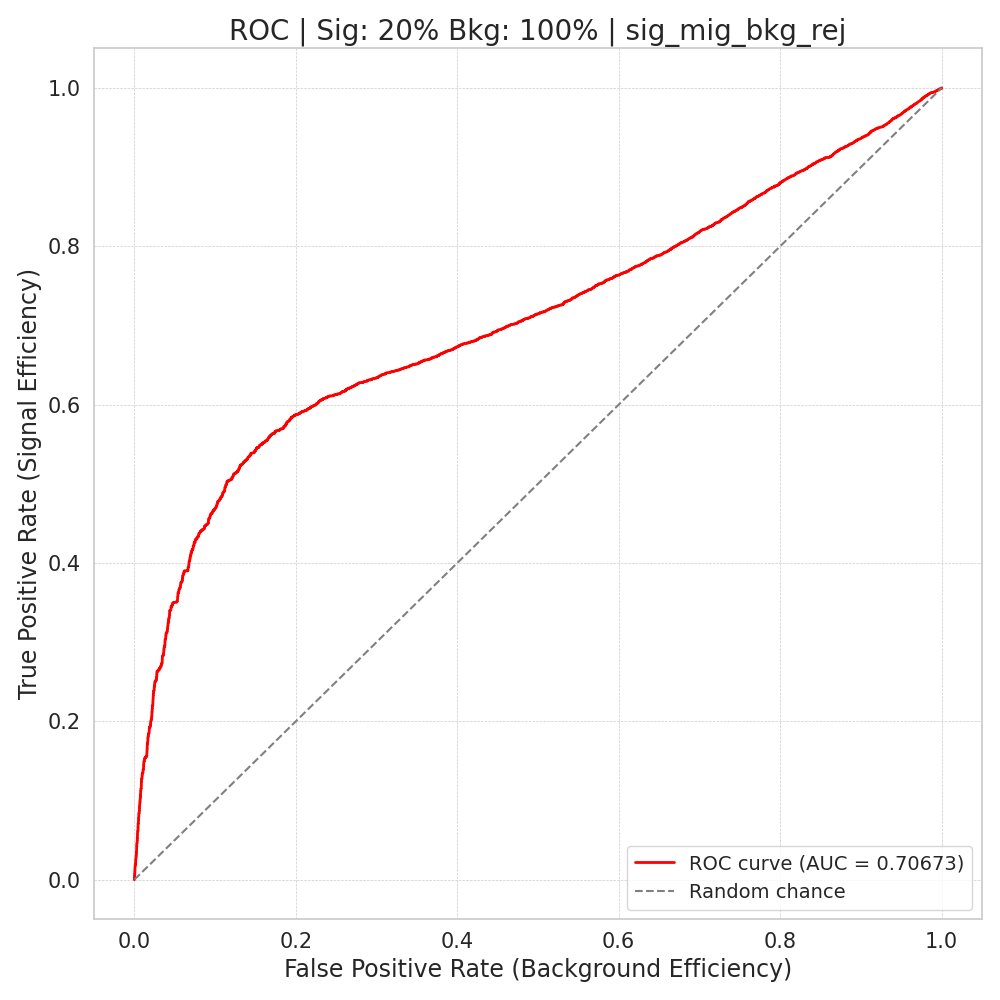 ROC | Sig: 20% Bkg: 100% | sig_mig_bkg_rej
True Positive Rate (Signal Efficiency)
1.0
0.8
0.6
0.4
0.2
0.0
ROC curve (AUC = 0.70673)
Random chance
0.0 0.2 0.4 0.6 0.8 1.0
False Positive Rate (Background Efficiency)